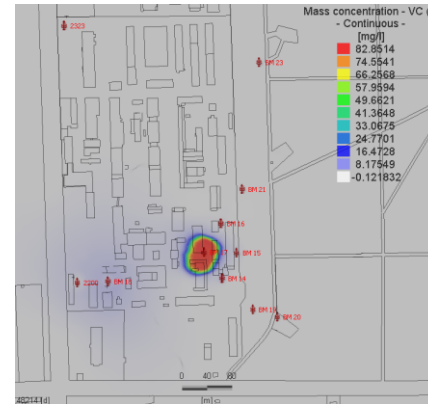 Mass concentration - VC (
- Continuous -
[mg/l]
82.8514
74.5541
66.2568
57.9594
49.6621
41.3648
33.0675
24.7701
16.4728
8.17549
-0.121832
2323
BM 23
BM 21
BM 16
BM 15
BM 14
2200
BM 20
0 40 80
[m]